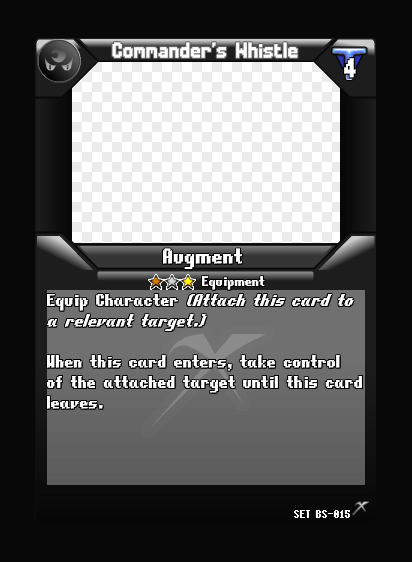 Commander's Whistle
4
Augment
Equipment
Equip Character (Attach this card to
a relevant target.)
When this card enters, take control
of the attached target until this card
leaves.
SET BS-015